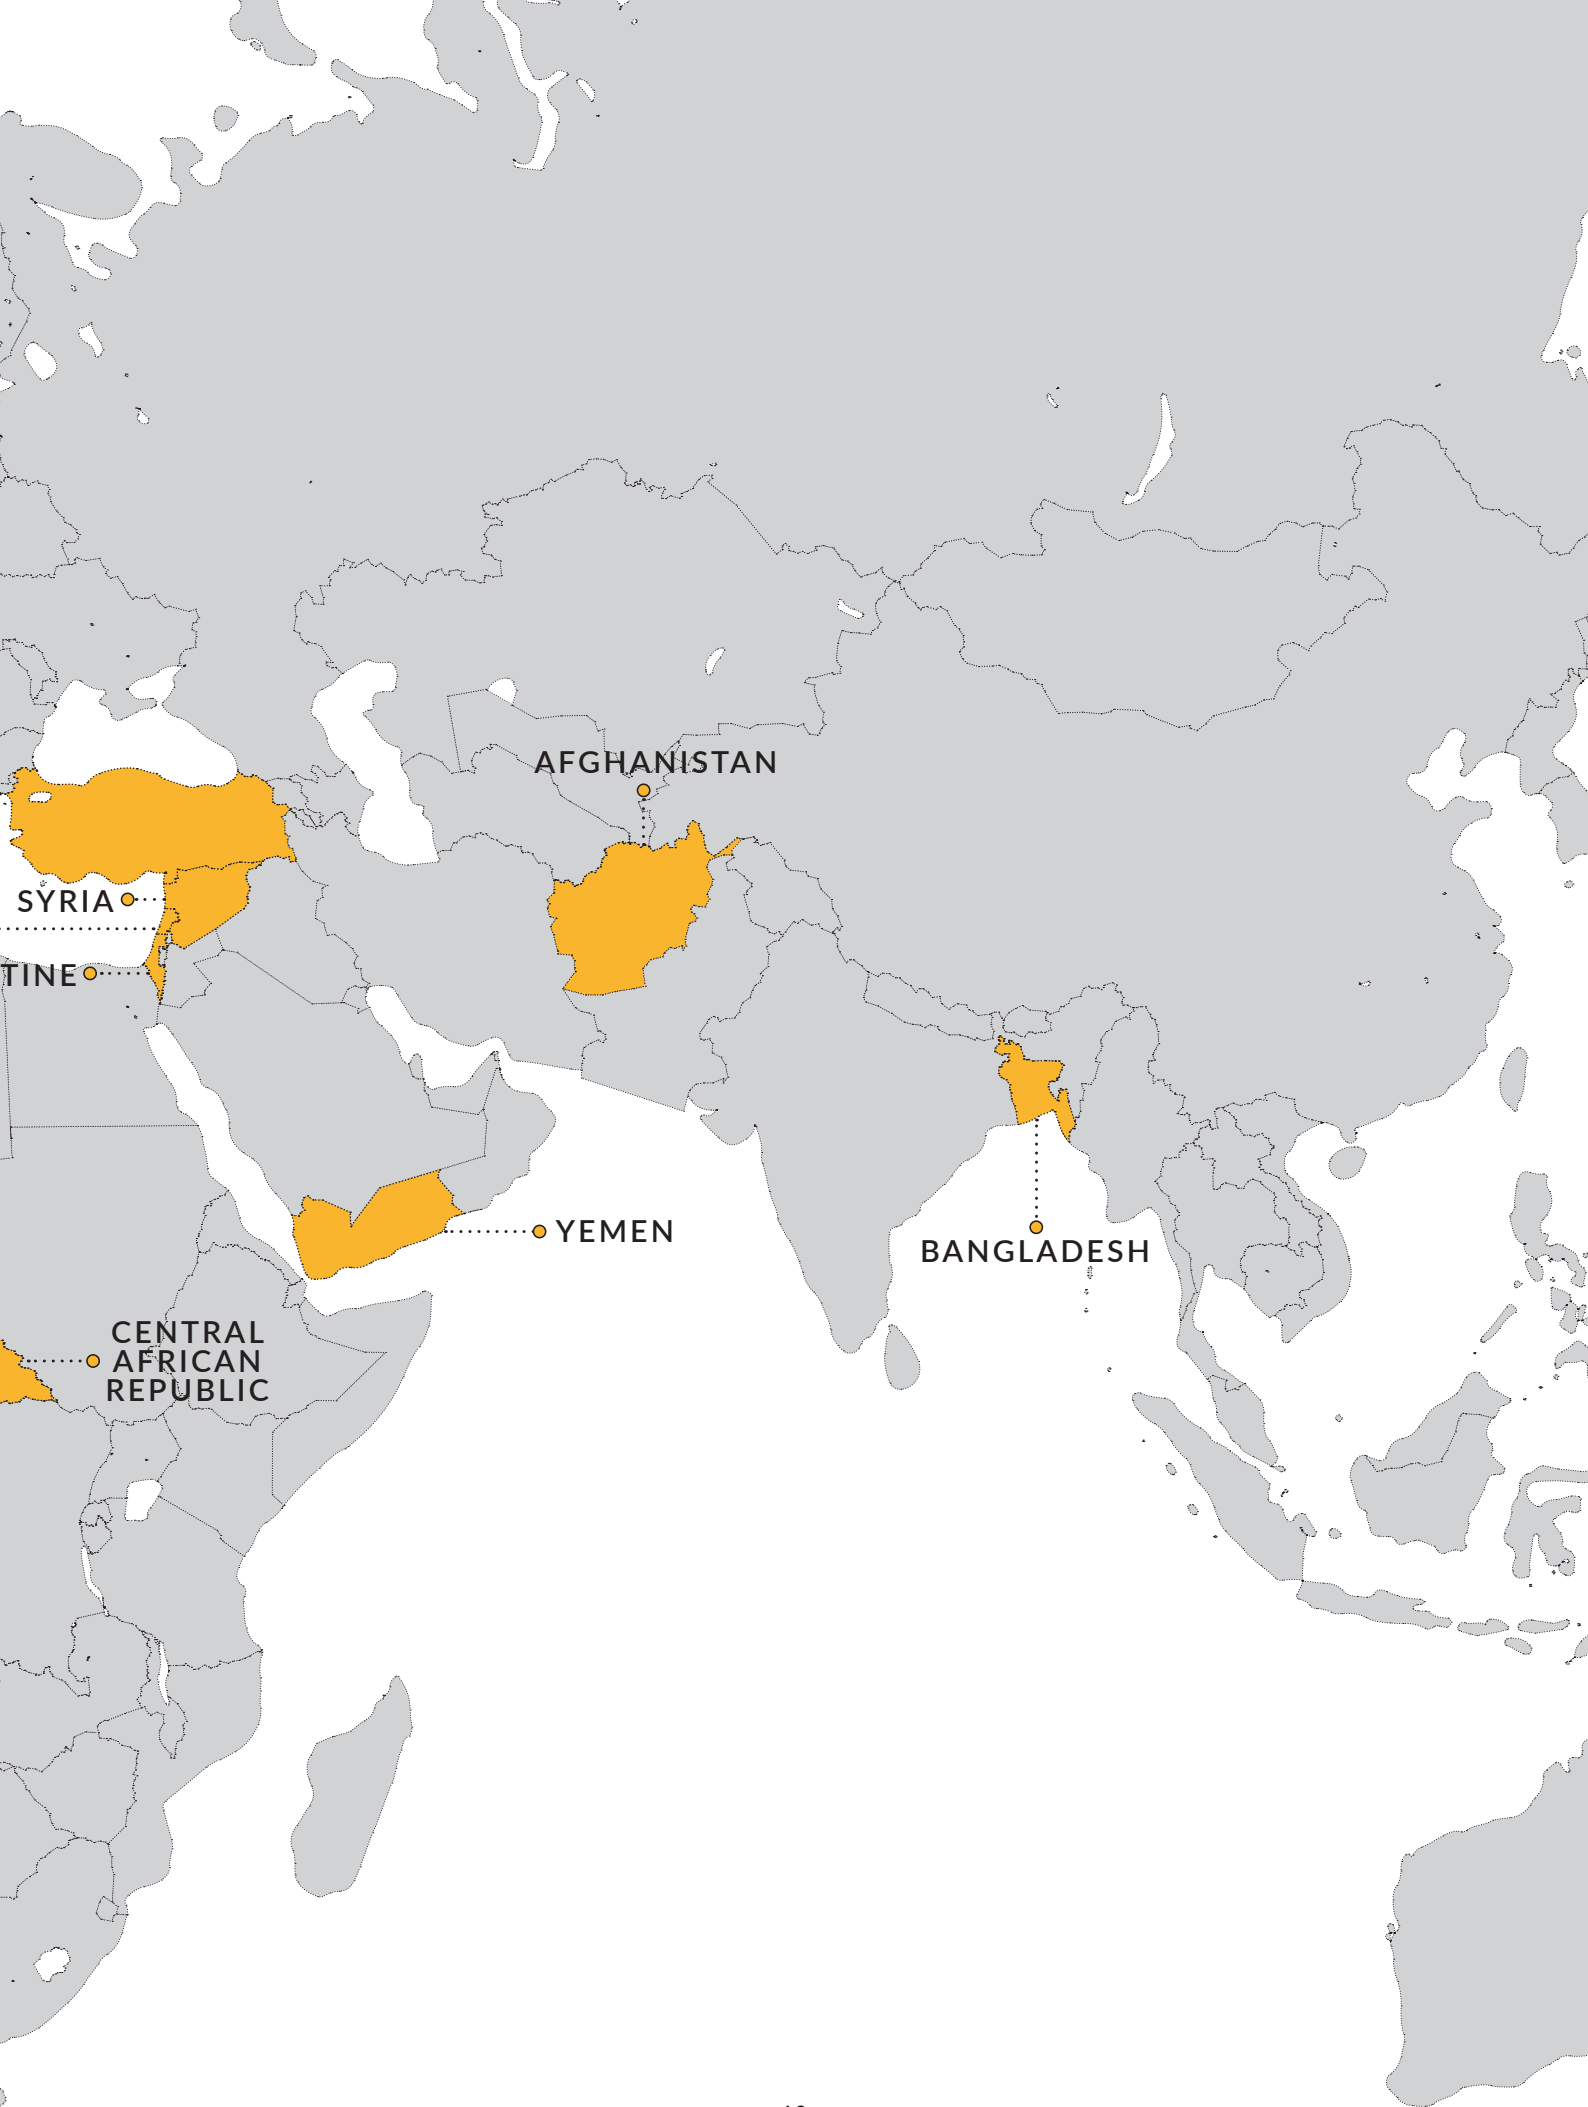 AFGHANISTAN
SYRIA
TINE
YEMEN
BANGLADESH
CENTRAL
AFRICAN
REPUBLIC